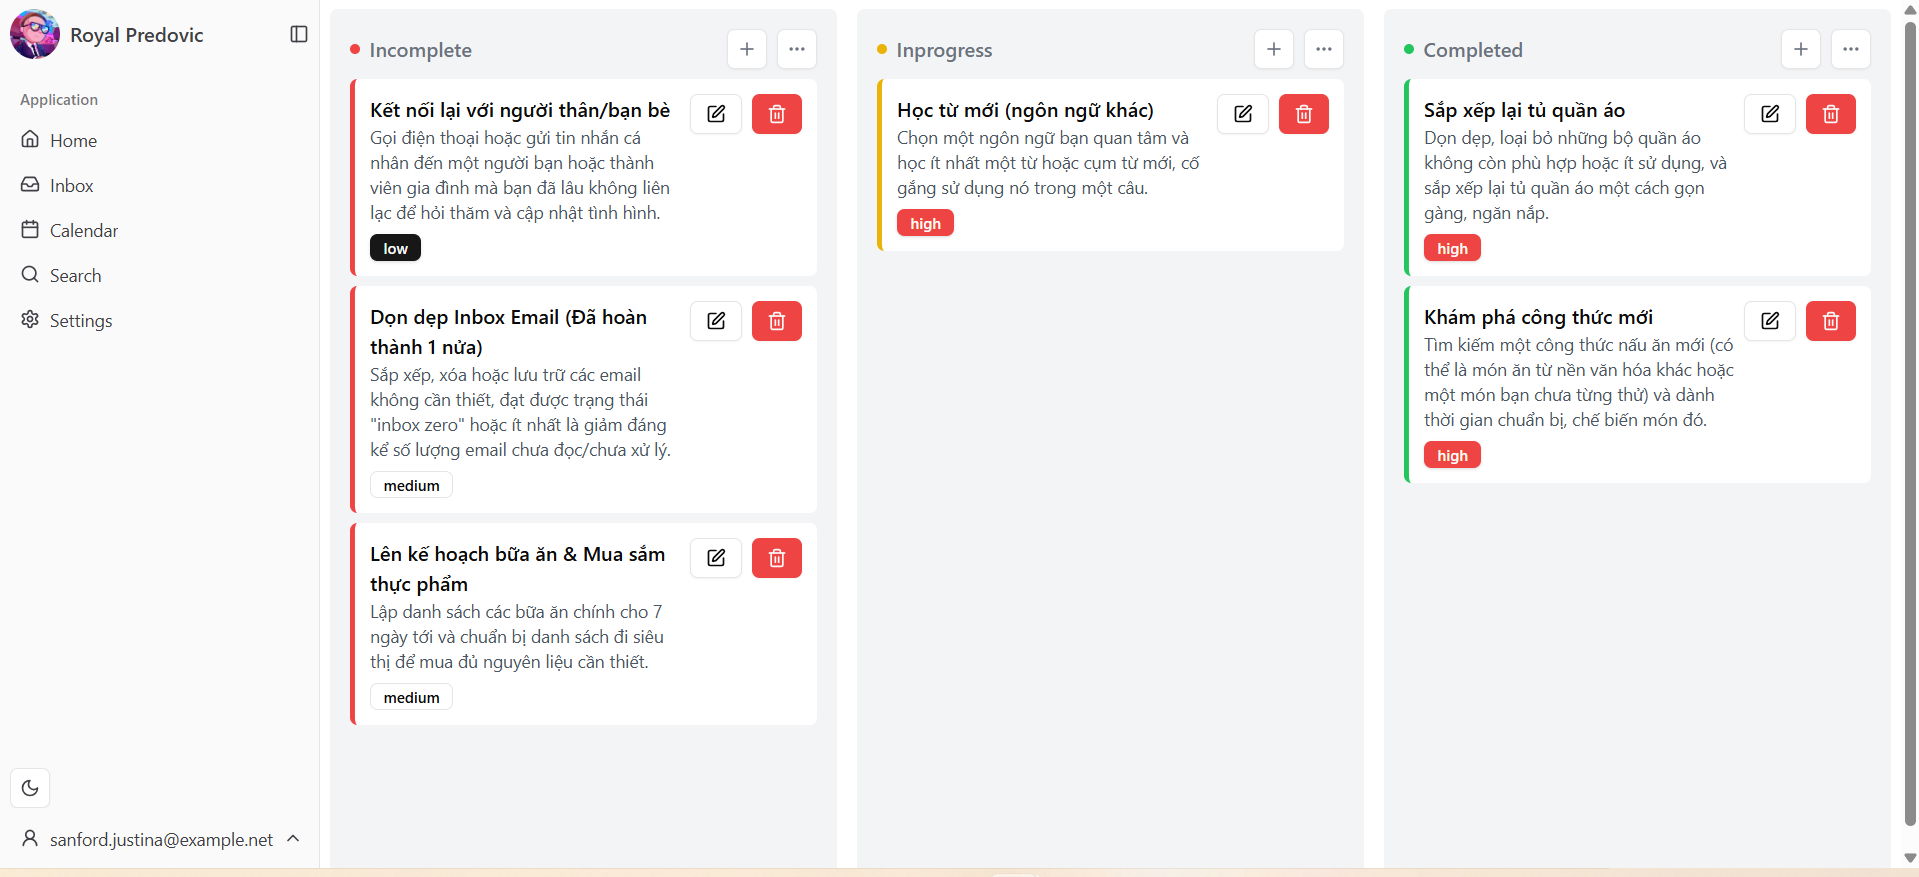 Royal Predovic
Application
Home
Inbox
Calendar
Search
Settings
sanford.justina@example.net
Incomplete
Kết nối lại với người thân/bạn bè
Gọi điện thoại hoặc gửi tin nhắn cá
nhân đến một người bạn hoặc thành
viên gia đình mà bạn đã lâu không liên
lạc để hỏi thăm và cập nhật tình hình.
low
Dọn dẹp Inbox Email (Đã hoàn
thành 1 nửa)
Sắp xếp, xóa hoặc lưu trữ các email
không cần thiết, đạt được trạng thái
"inbox zero" hoặc ít nhất là giảm đáng
kể số lượng email chưa đọc/chưa xử lý.
medium
Lên kế hoạch bữa ăn & Mua sắm
thực phẩm
Lập danh sách các bữa ăn chính cho 7
ngày tới và chuẩn bị danh sách đi siêu
thị để mua đủ nguyên liệu cần thiết.
medium
Inprogress
Học từ mới (ngôn ngữ khác)
Chọn một ngôn ngữ bạn quan tâm và
học ít nhất một từ hoặc cụm từ mới, cố
gắng sử dụng nó trong một câu.
high
Completed
Sắp xếp lại tủ quần áo
Dọn dẹp, loại bỏ những bộ quần áo
không còn phù hợp hoặc ít sử dụng, và
sắp xếp lại tủ quần áo một cách gọn
gàng, ngăn nắp.
high
Khám phá công thức mới
Tìm kiếm một công thức nấu ăn mới (có
thể là món ăn từ nền văn hóa khác hoặc
một món bạn chưa từng thử) và dành
thời gian chuẩn bị, chế biến món đó.
high